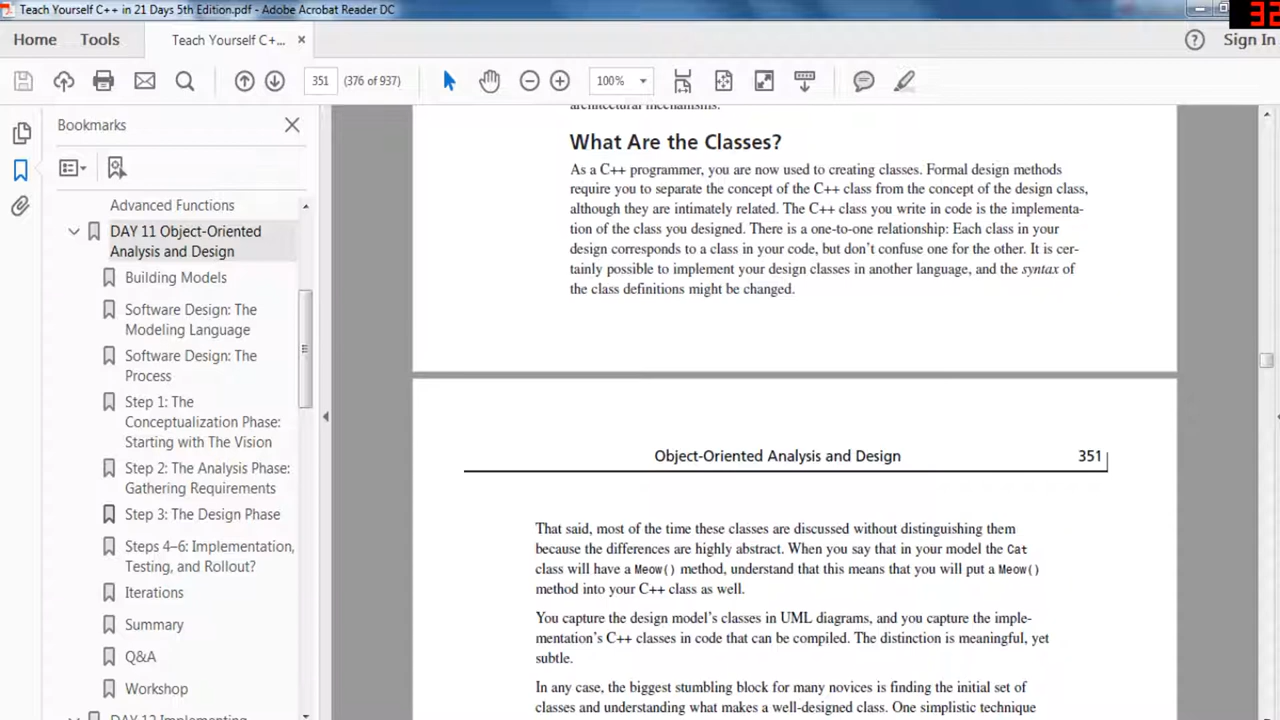 Teach Yourself C++ in 21 Days 5th Edition.pdf - Adobe Acrobat Reader DC
32
Home
Tools
Teach Yourself C+... ×
Sign In
351
(376 of 937)
100%
Bookmarks
Advanced Functions
DAY 11 Object-Oriented
Analysis and Design
Building Models
Software Design: The
Modeling Language
Software Design: The
Process
Step 1: The
Conceptualization Phase:
Starting with The Vision
Step 2: The Analysis Phase:
Gathering Requirements
Step 3: The Design Phase
Steps 4–6: Implementation,
Testing, and Rollout?
Iterations
Summary
Q&A
Workshop
DAY 12 Implementing
architectural mechanisms.
What Are the Classes?
As a C++ programmer, you are now used to creating classes. Formal design methods
require you to separate the concept of the C++ class from the concept of the design class,
although they are intimately related. The C++ class you write in code is the implementa-
tion of the class you designed. There is a one-to-one relationship: Each class in your
design corresponds to a class in your code, but don't confuse one for the other. It is cer-
tainly possible to implement your design classes in another language, and the syntax of
the class definitions might be changed.
Object-Oriented Analysis and Design 351
That said, most of the time these classes are discussed without distinguishing them
because the differences are highly abstract. When you say that in your model the Cat
class will have a Meow() method, understand that this means that you will put a Meow()
method into your C++ class as well.
You capture the design model's classes in UML diagrams, and you capture the imple-
mentation's C++ classes in code that can be compiled. The distinction is meaningful, yet
subtle.
In any case, the biggest stumbling block for many novices is finding the initial set of
classes and understanding what makes a well-designed class. One simplistic technique